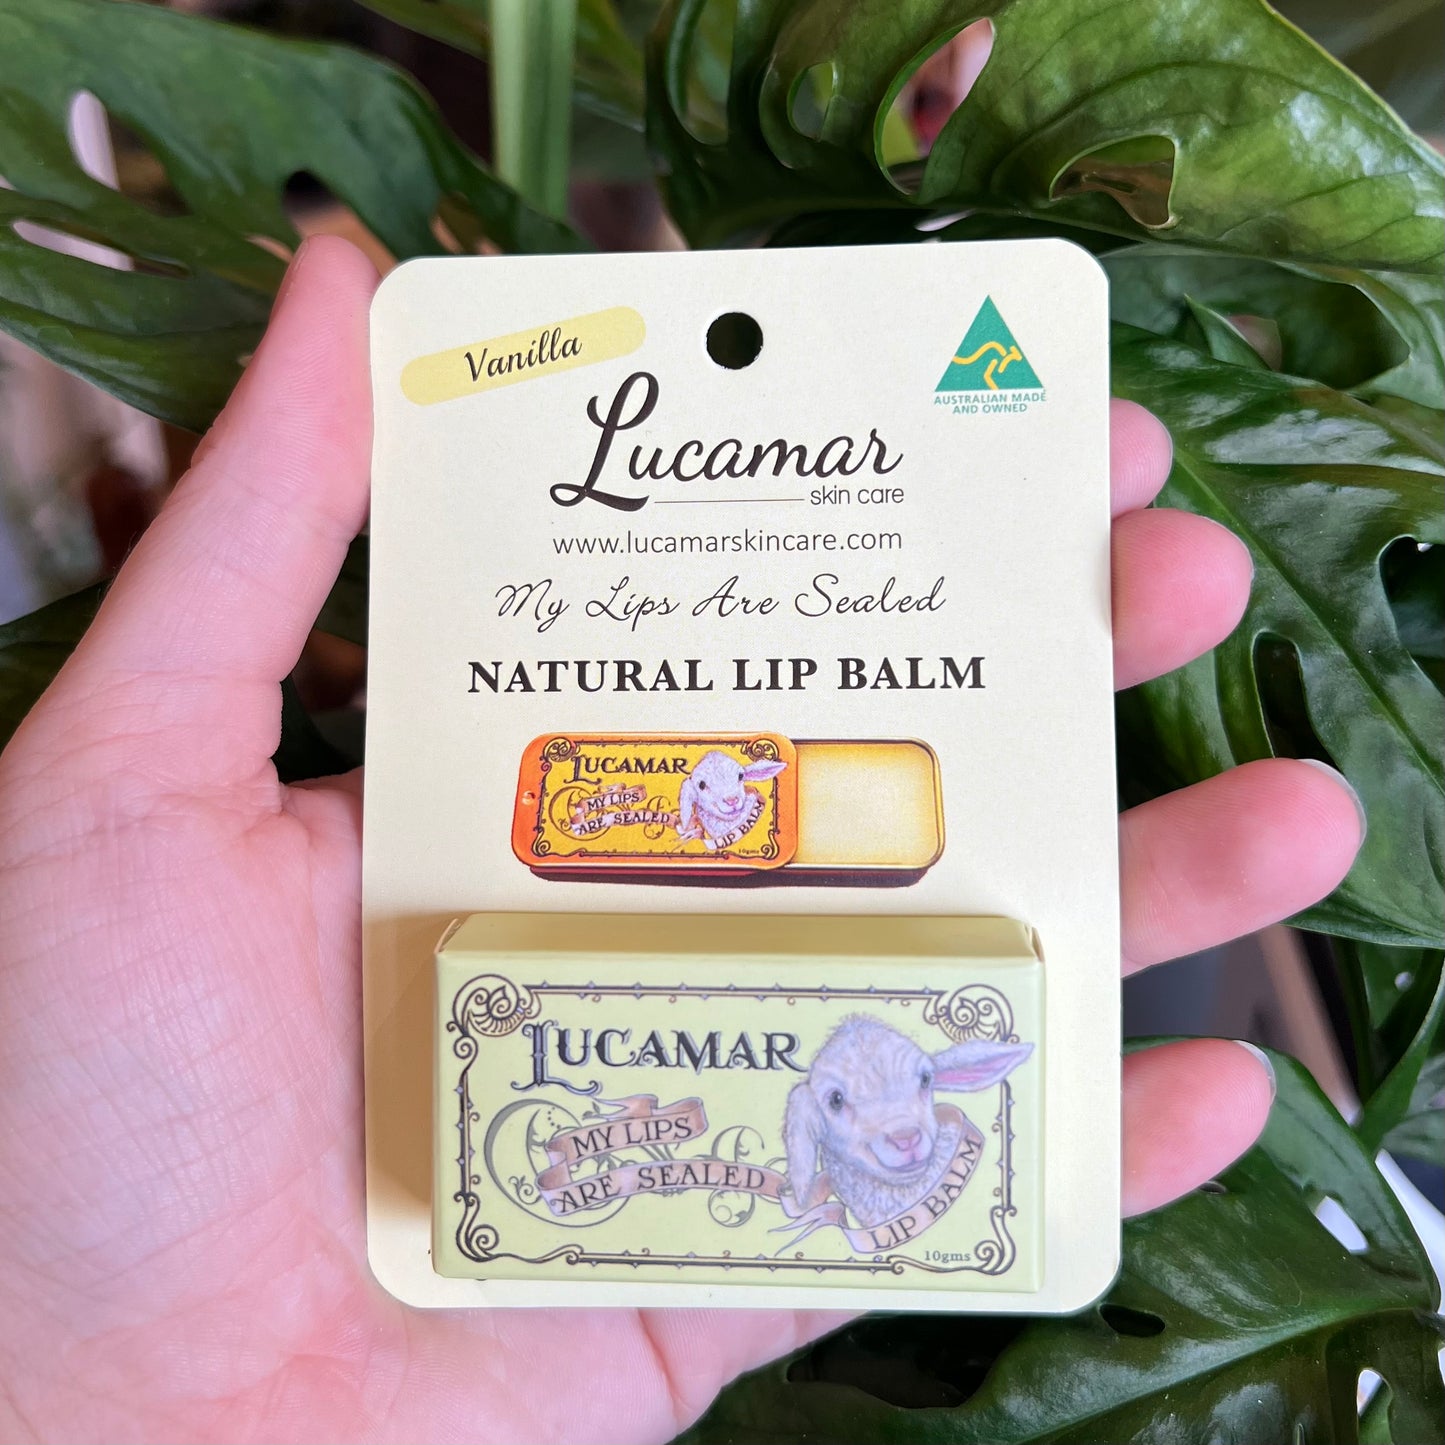 Vanilla
AUSTRALIAN MADE
AND OWNED
Lucamar
skin care
www.lucamarskincare.com
My Lips Are Sealed
NATURAL LIP BALM
LUCAMAR
MY LIPS
ARE SEALED
LIP BALM
10gms
LUCAMAR
MY LIPS
ARE SEALED
LIP BALM
10gms